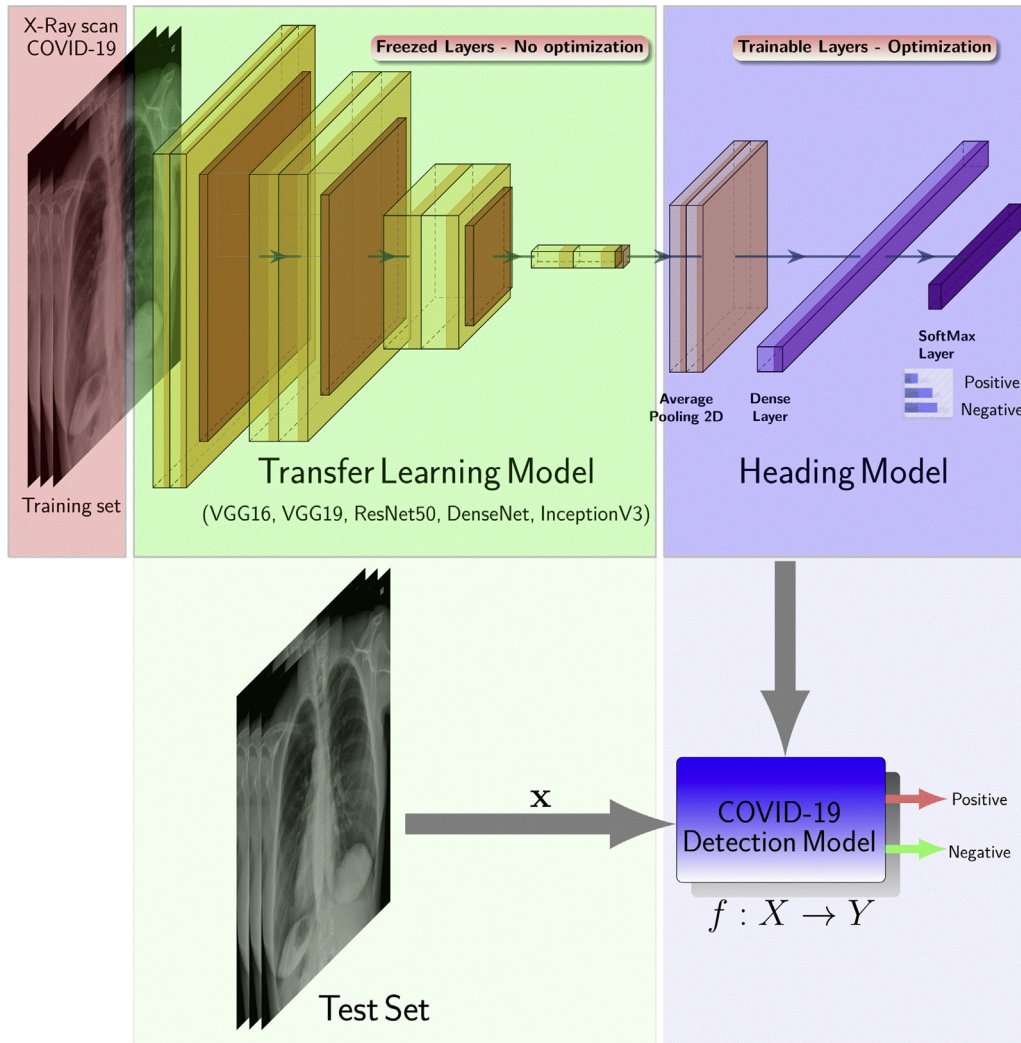 X-Ray scan
COVID-19
Freezed Layers - No optimization
Trainable Layers - Optimization
SoftMax
Layer
Positive
Negative
Average
Pooling 2D
Dense
Layer
Transfer Learning Model
(VGG16, VGG19, ResNet50, DenseNet, InceptionV3)
Heading Model
Training set
x
COVID-19
Detection Model
Positive
Negative
f : X → Y
Test Set